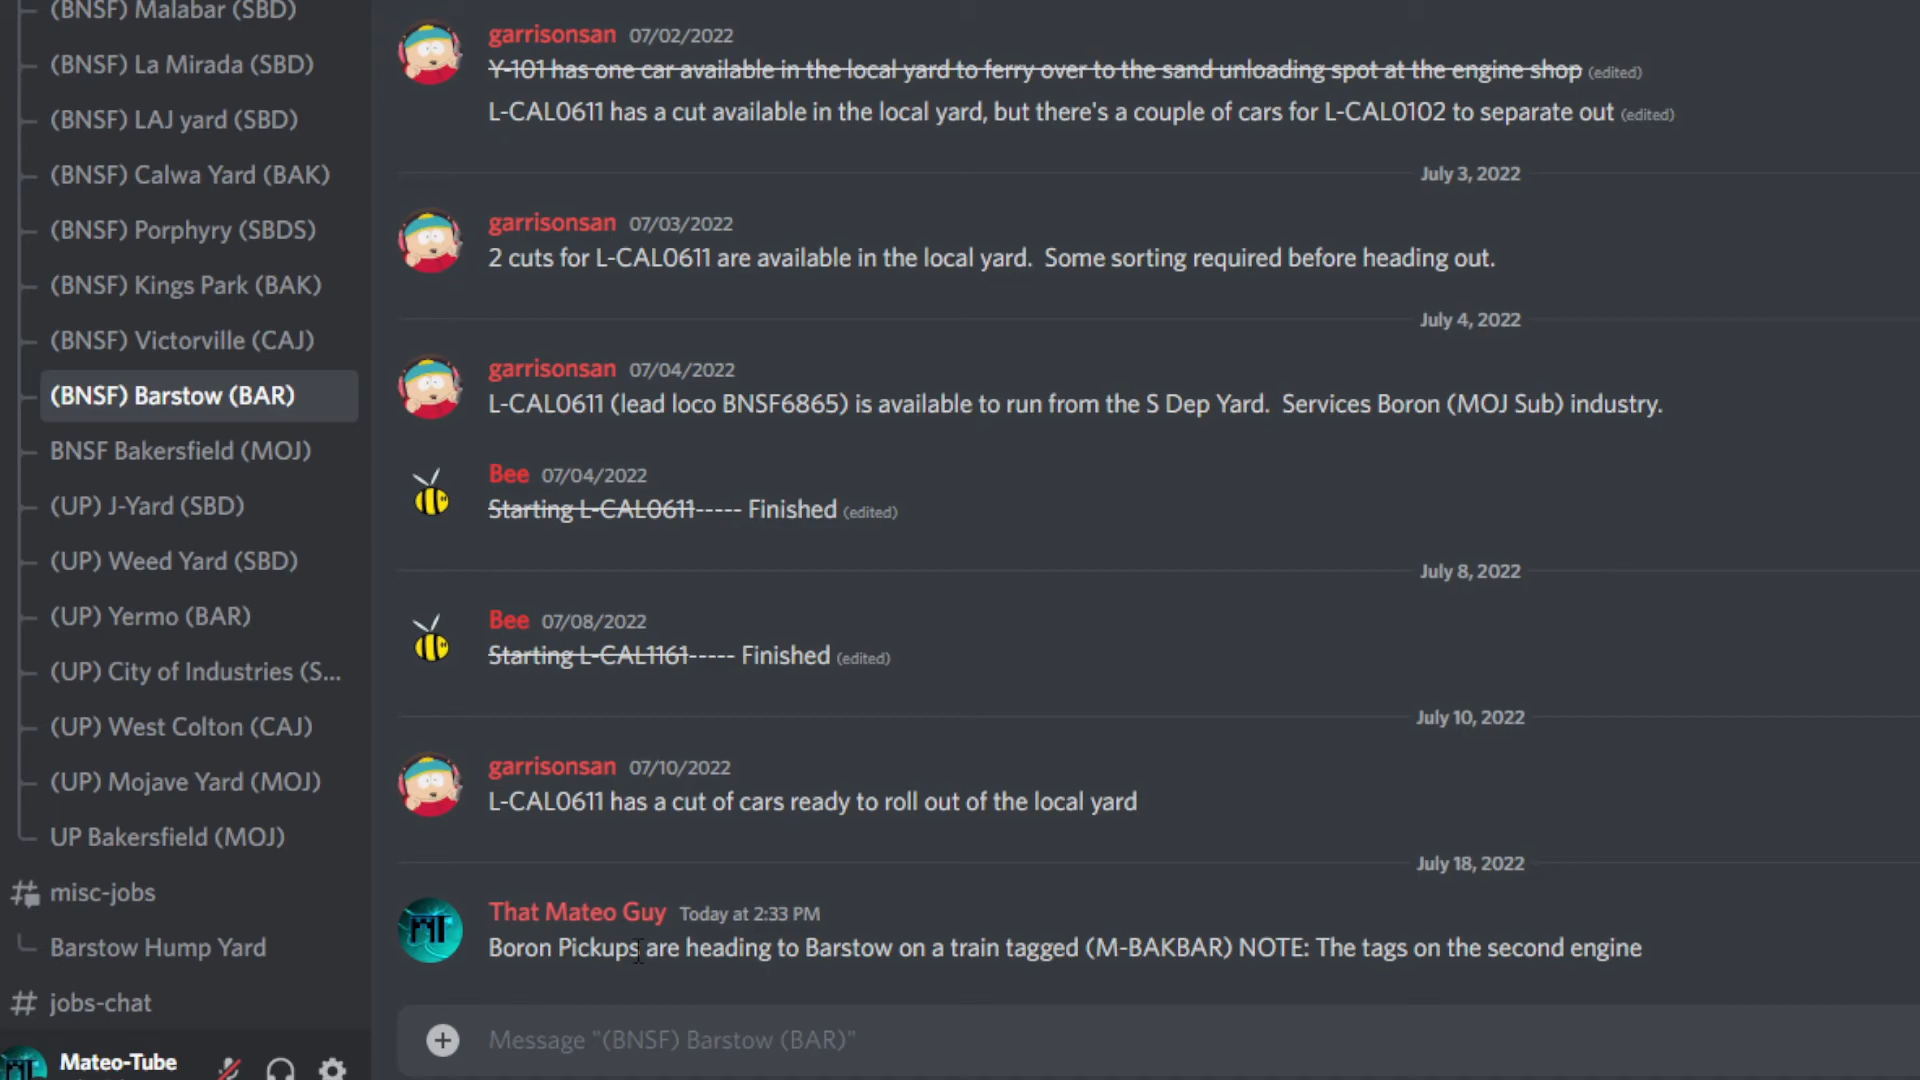 (BNSF) Malabar (SBD)
(BNSF) La Mirada (SBD)
(BNSF) LAJ yard (SBD)
(BNSF) Calwa Yard (BAK)
(BNSF) Porphyry (SBDS)
(BNSF) Kings Park (BAK)
(BNSF) Victorville (CAJ)
(BNSF) Barstow (BAR)
BNSF Bakersfield (MOJ)
(UP) J-Yard (SBD)
(UP) Weed Yard (SBD)
(UP) Yermo (BAR)
(UP) City of Industries (S...
(UP) West Colton (CAJ)
(UP) Mojave Yard (MOJ)
UP Bakersfield (MOJ)
misc-jobs
Barstow Hump Yard
jobs-chat
Mateo-Tube
garrisonsan 07/02/2022
Y-101 has one car available in the local yard to ferry over to the sand unloading spot at the engine shop (edited)
L-CAL0611 has a cut available in the local yard, but there's a couple of cars for L-CAL0102 to separate out (edited)
July 3, 2022
garrisonsan 07/03/2022
2 cuts for L-CAL0611 are available in the local yard. Some sorting required before heading out.
July 4, 2022
garrisonsan 07/04/2022
L-CAL0611 (lead loco BNSF6865) is available to run from the S Dep Yard. Services Boron (MOJ Sub) industry.
Bee 07/04/2022
Starting L-CAL0611----- Finished (edited)
July 8, 2022
Bee 07/08/2022
Starting L-CAL1161----- Finished (edited)
July 10, 2022
garrisonsan 07/10/2022
L-CAL0611 has a cut of cars ready to roll out of the local yard
July 18, 2022
MT
That Mateo Guy Today at 2:33 PM
Boron Pickups are heading to Barstow on a train tagged (M-BAKBAR) NOTE: The tags on the second engine
Message "(BNSF) Barstow (BAR)"